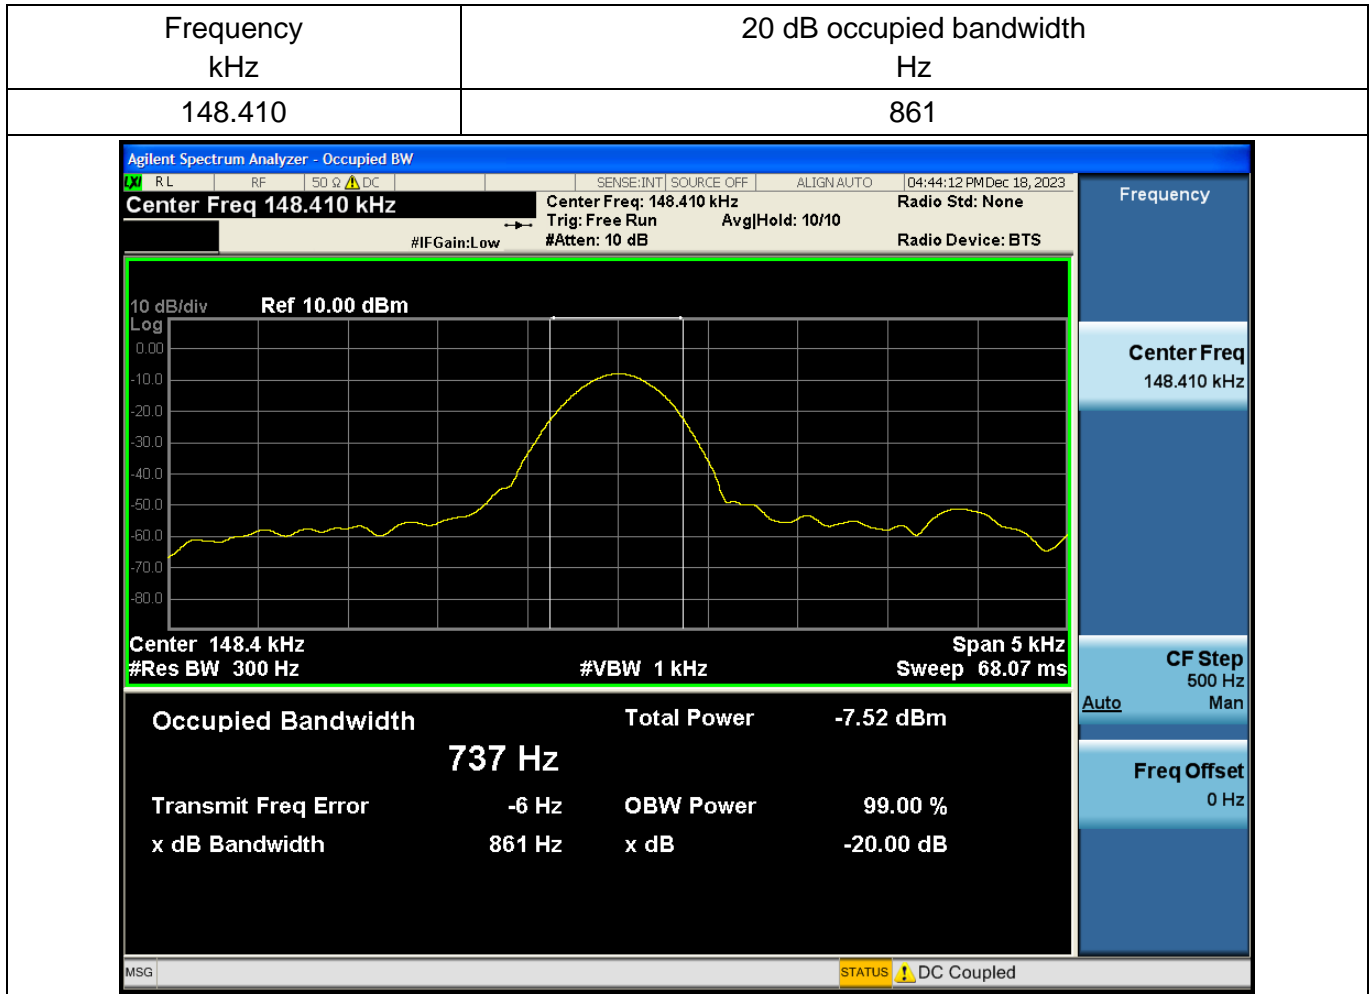 Frequency
kHz
20 dB occupied bandwidth
Hz
148.410
861
Agilent Spectrum Analyzer - Occupied BW
LXI RL RF 50 Ω DC SENSE:INT SOURCE OFF ALIGN AUTO 04:44:12 PM Dec 18, 2023
Center Freq 148.410 kHz
Center Freq: 148.410 kHz
Radio Std: None
Trig: Free Run Avg|Hold: 10/10
#IFGain:Low
#Atten: 10 dB
Radio Device: BTS
10 dB/div Ref 10.00 dBm
Log
0.00
-10.0
-20.0
-30.0
-40.0
-50.0
-60.0
-70.0
-80.0
Center 148.4 kHz Span 5 kHz
#Res BW 300 Hz #VBW 1 kHz Sweep 68.07 ms
Occupied Bandwidth Total Power -7.52 dBm
737 Hz
Transmit Freq Error -6 Hz OBW Power 99.00 %
x dB Bandwidth 861 Hz x dB -20.00 dB
Frequency
Center Freq
148.410 kHz
CF Step
500 Hz
Auto Man
Freq Offset
0 Hz
MSG STATUS DC Coupled